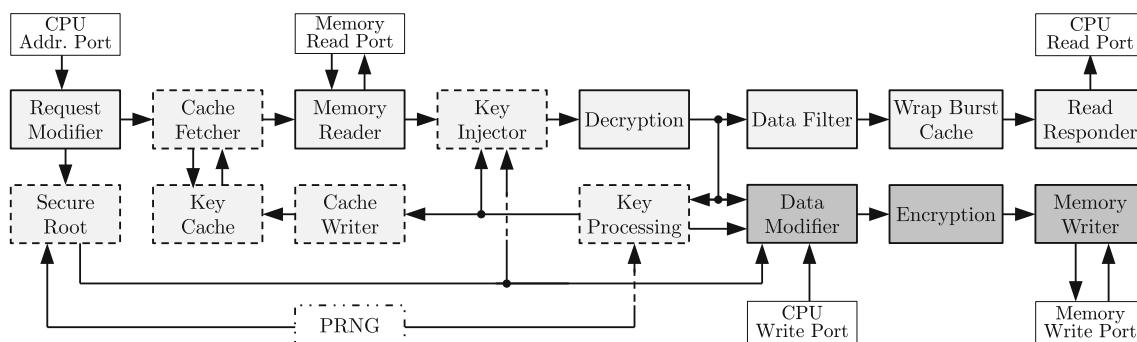 CPU
Addr. Port
Memory
Read Port
CPU
Read Port
Request
Modifier
Cache
Fetcher
Memory
Reader
Key
Injector
Decryption
Data Filter
Wrap Burst
Cache
Read
Responder
Secure
Root
Key
Cache
Cache
Writer
Key
Processing
Data
Modifier
Encryption
Memory
Writer
PRNG
CPU
Write Port
Memory
Write Port